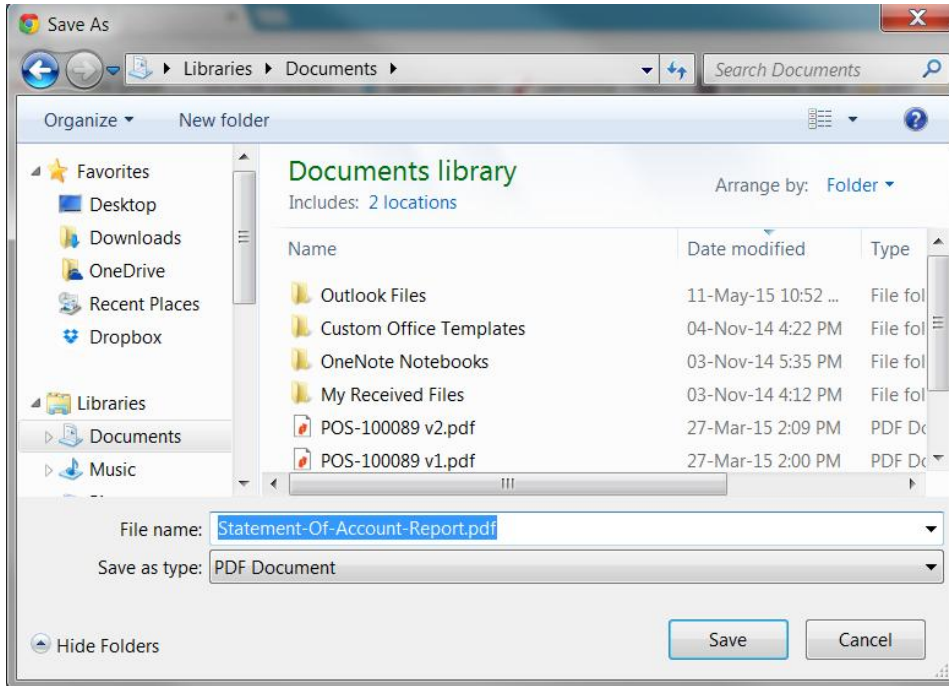 Save As
Libraries Documents Search Documents
Organize New folder
Favorites
Desktop
Downloads
OneDrive
Recent Places
Dropbox
Libraries
Documents
Music
Documents library
Includes: 2 locations
Arrange by: Folder
Name Date modified Type
Outlook Files 11-May-15 10:52 ... File fol
Custom Office Templates 04-Nov-14 4:22 PM File fol
OneNote Notebooks 03-Nov-14 5:35 PM File fol
My Received Files 03-Nov-14 4:12 PM File fol
POS-100089 v2.pdf 27-Mar-15 2:09 PM PDF Do
POS-100089 v1.pdf 27-Mar-15 2:00 PM PDF Do
File name: Statement-Of-Account-Report.pdf
Save as type: PDF Document
Hide Folders Save Cancel